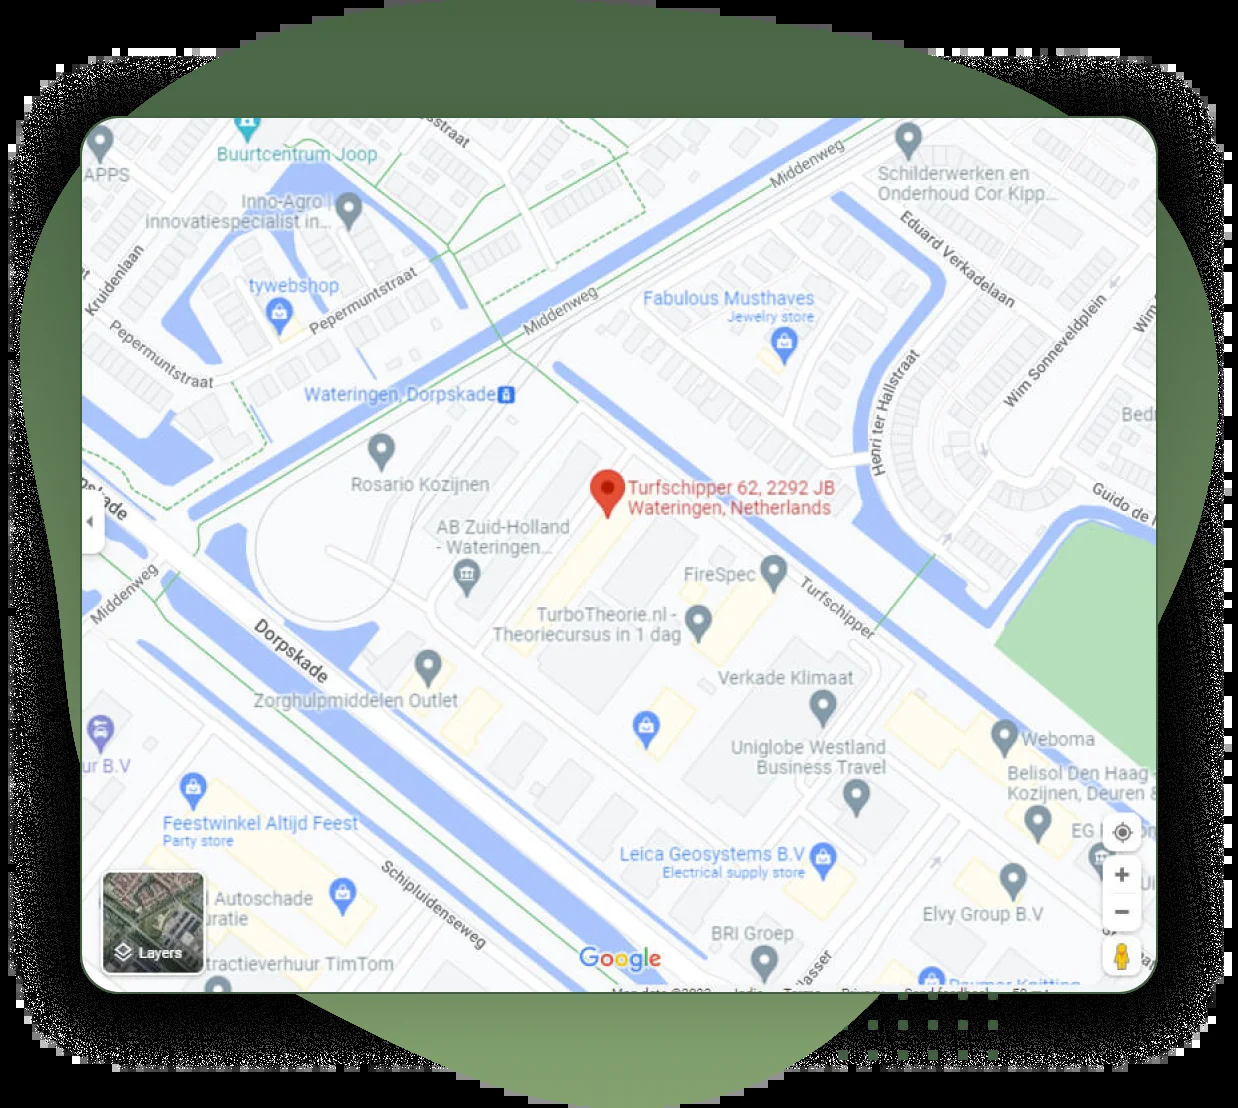 Buurtcentrum Joop
APPS
Inno-Agro |
innovatiespecialist in...
Kruidenlaan
tywebshop
Pepermuntstraat
Pepermuntstraat
Middenweg
Schilderwerken en
Onderhoud Cor Kipp...
Eduard Verkadelaan
Middenweg
Fabulous Musthaves
Jewelry store
Wim Sonneveldplein
Henri ter Hallstraat
Wateringen, Dorpskade
Rosario Kozijnen
Turfschipper 62, 2292 JB
Wateringen, Netherlands
Guido de
AB Zuid-Holland
- Wateringen...
FireSpec
Turfschipper
Middenweg
TurboTheorie.nl -
Theoriecursus in 1 dag
Dorpskade
Verkade Klimaat
Zorghulpmiddelen Outlet
ur B.V
Uniglobe Westland
Business Travel
Weboma
Belisol Den Haag -
Kozijnen, Deuren &
Feestwinkel Altijd Feest
Party store
EG
Leica Geosystems B.V
Electrical supply store
Schipluidenseweg
l Autoschade
uratie
Elvy Group B.V
BRI Groep
Layers
tractieverhuur TimTom
Google